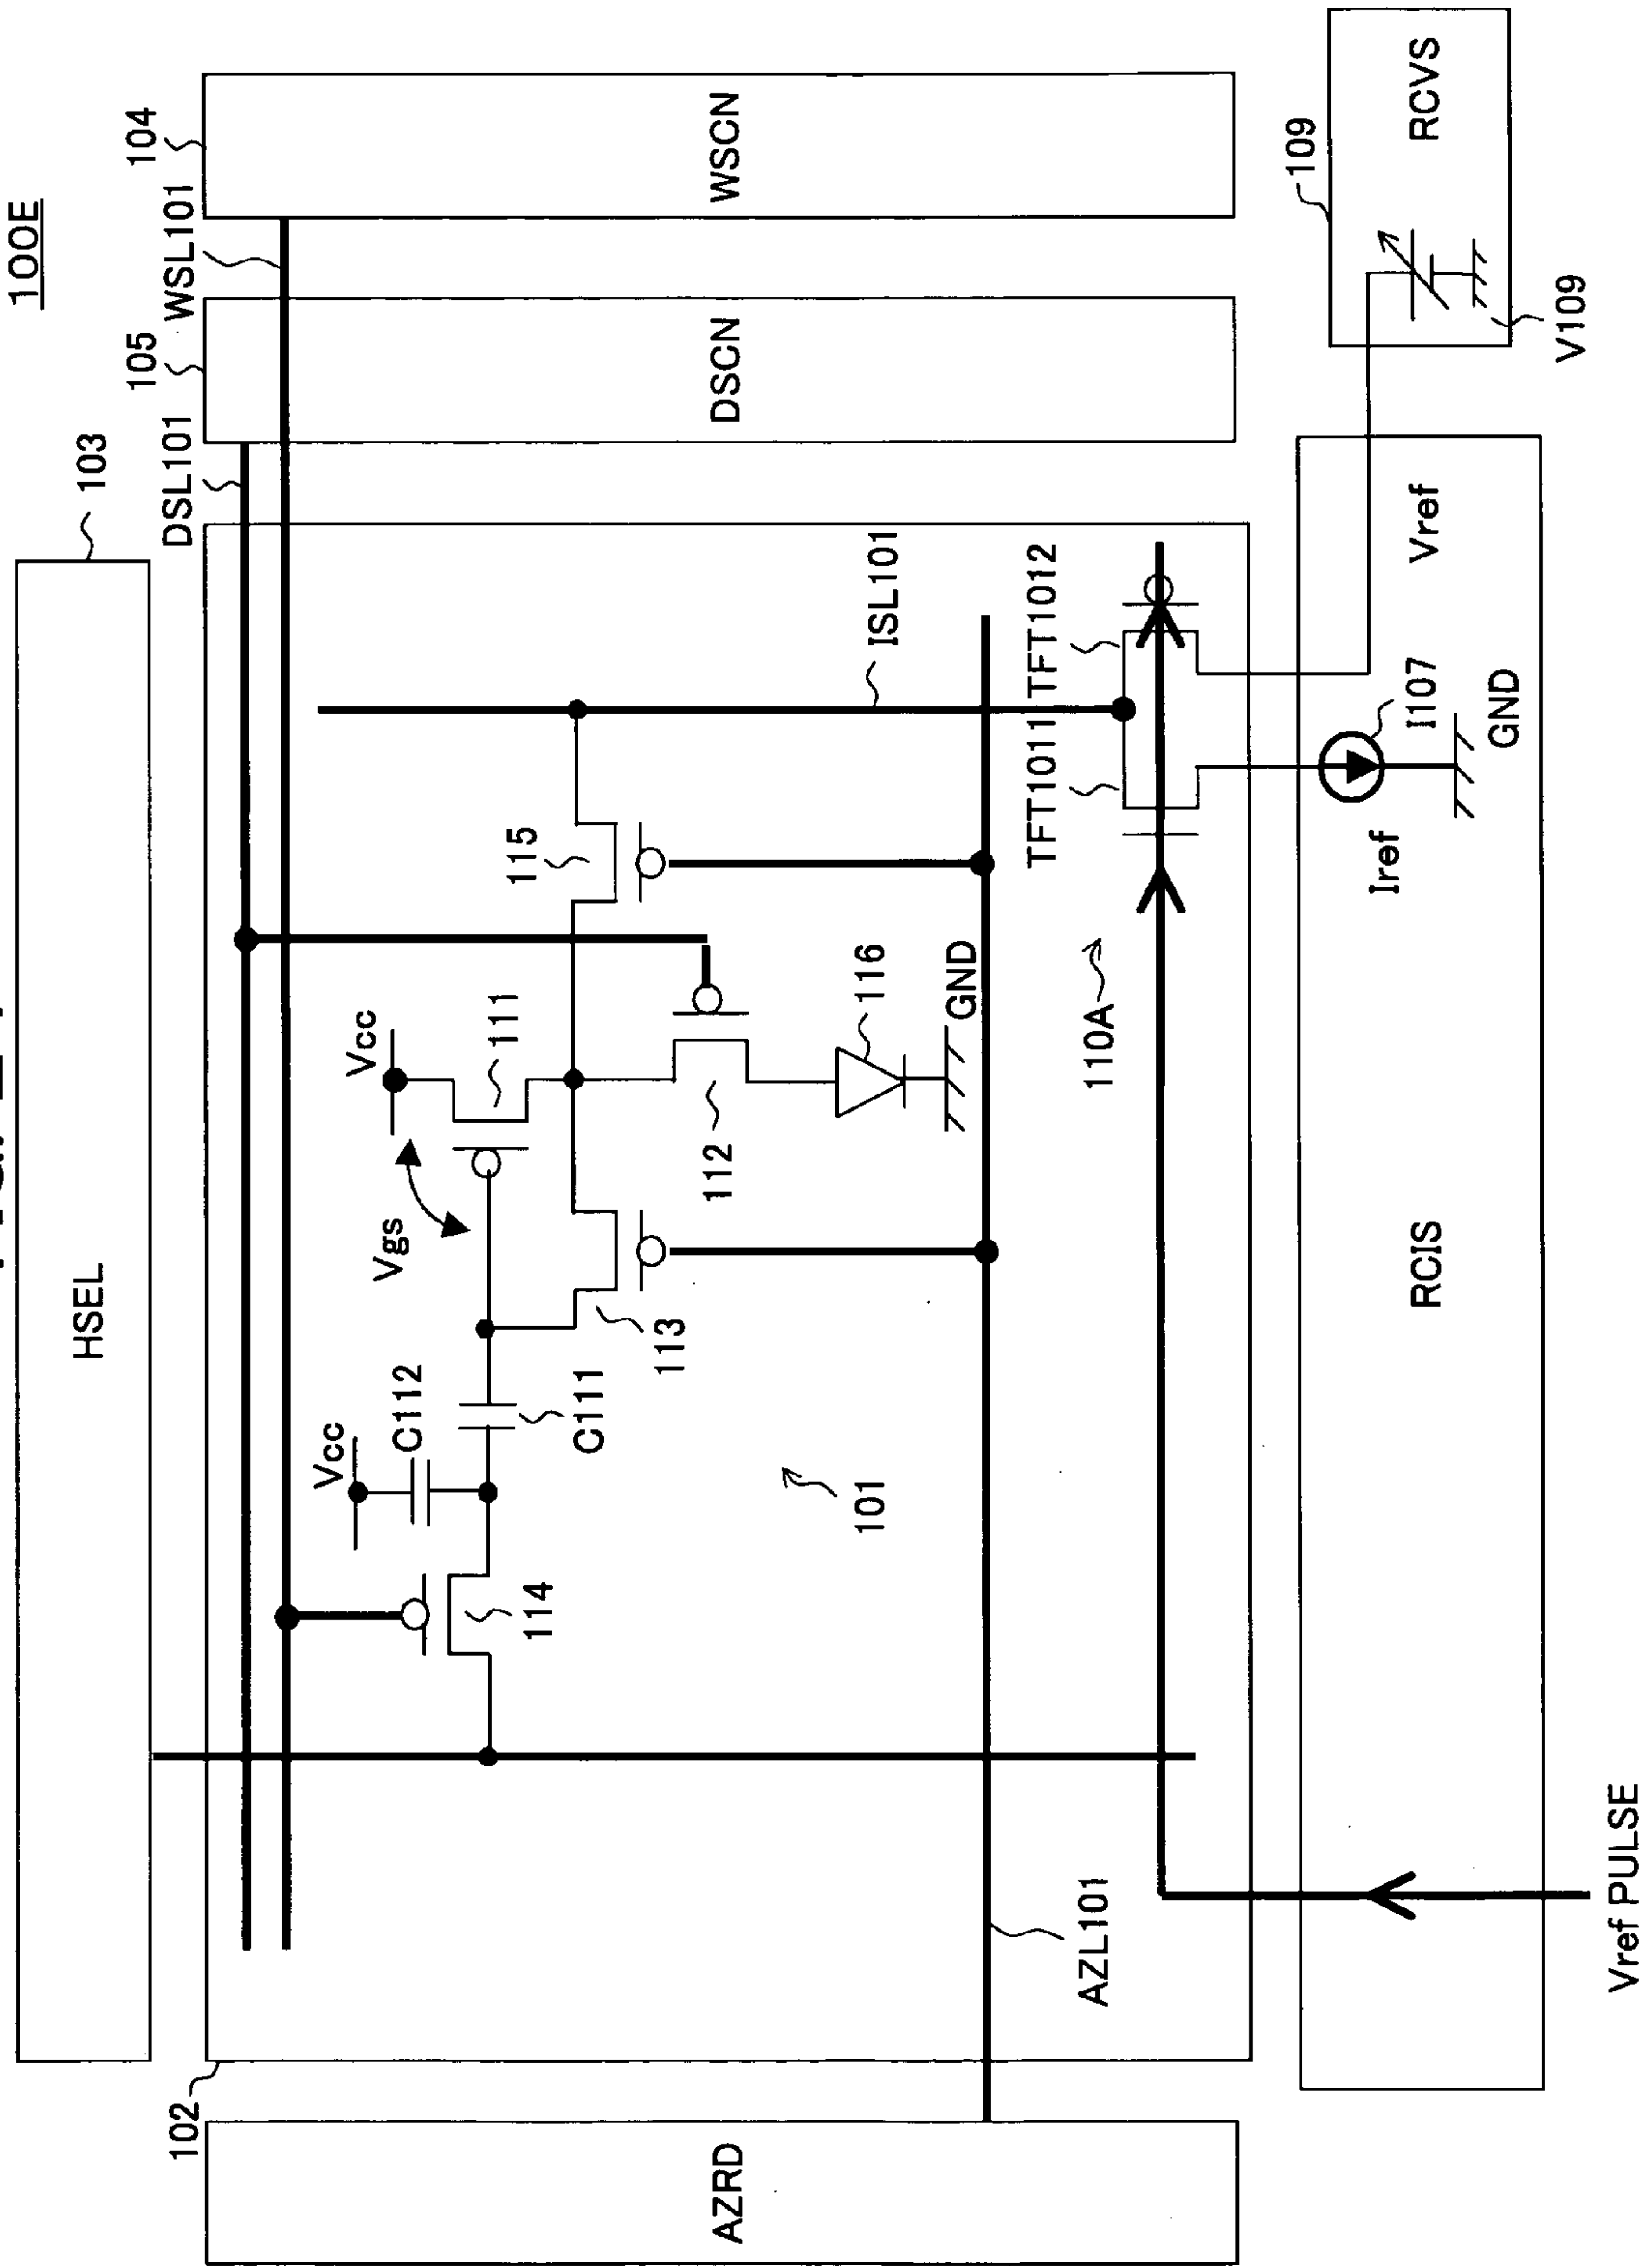 100E
HSEL
103
105
104
DSL101
WSL101
102
AZRD
DSCN
WSCN
Vcc
C112
C111
114
Vcc
Vgs
111
113
112
115
116
GND
101
ISL101
AZL101
110A
TFT1011
TFT1012
Iref
I107
GND
Vref
RCIS
Vref PULSE
109
RCVS
V109